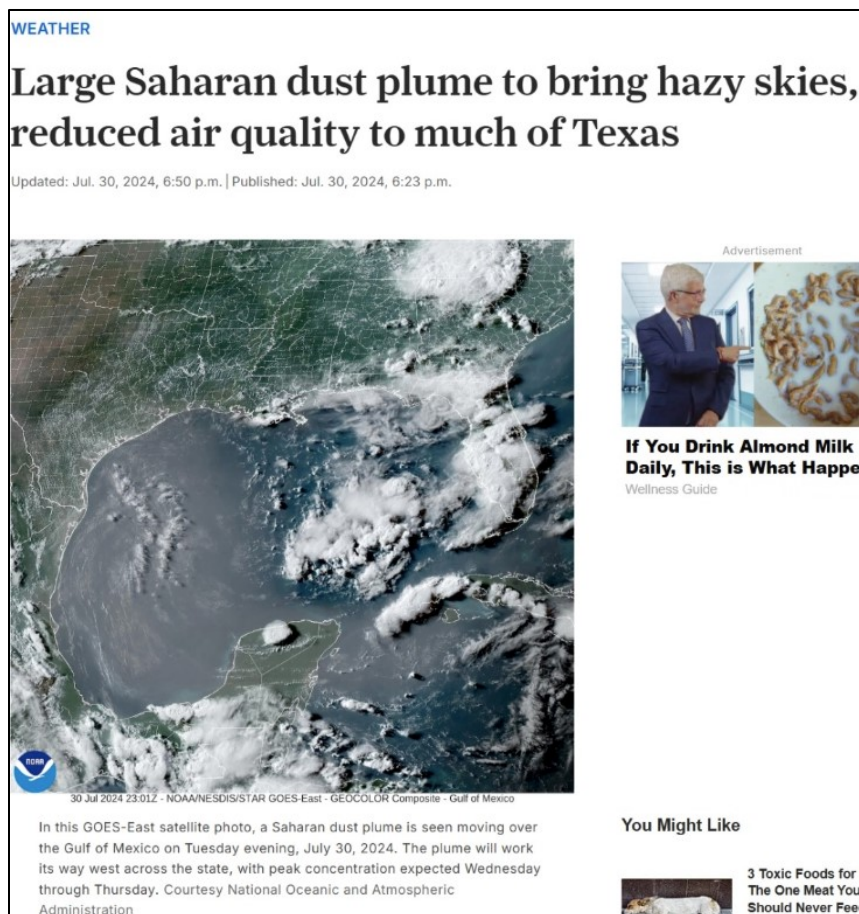 WEATHER
Large Saharan dust plume to bring hazy skies,
reduced air quality to much of Texas
Updated: Jul. 30, 2024, 6:50 p.m. | Published: Jul. 30, 2024, 6:23 p.m.
Advertisement
If You Drink Almond Milk
Daily, This is What Happe
Wellness Guide
NOAA
30 Jul 2024 23:01Z - NOAA/NESDIS/STAR GOES-East - GEOCOLOR Composite - Gulf of Mexico
In this GOES-East satellite photo, a Saharan dust plume is seen moving over
the Gulf of Mexico on Tuesday evening, July 30, 2024. The plume will work
its way west across the state, with peak concentration expected Wednesday
through Thursday. Courtesy National Oceanic and Atmospheric
Administration
You Might Like
3 Toxic Foods for
The One Meat You
Should Never Fee